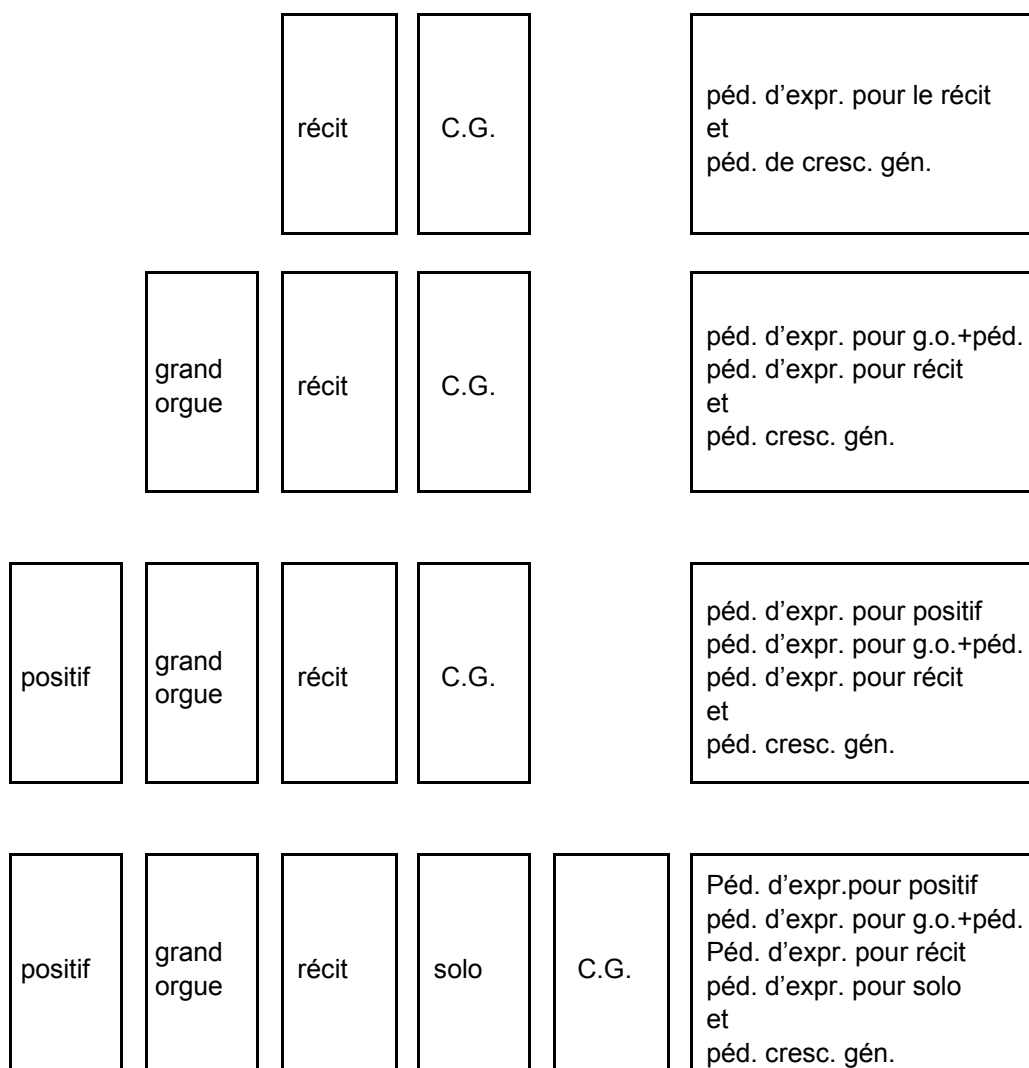 récit
C.G.
péd. d’expr. pour le récit
et
péd. de cresc. gén.
grand
orgue
récit
C.G.
péd. d’expr. pour g.o.+péd.
péd. d’expr. pour récit
et
péd. cresc. gén.
positif
grand
orgue
récit
C.G.
péd. d’expr. pour positif
péd. d’expr. pour g.o.+péd.
péd. d’expr. pour récit
et
péd. cresc. gén.
positif
grand
orgue
récit
solo
C.G.
Péd. d’expr.pour positif
péd. d’expr. pour g.o.+péd.
Péd. d’expr. pour récit
péd. d’expr. pour solo
et
péd. cresc. gén.